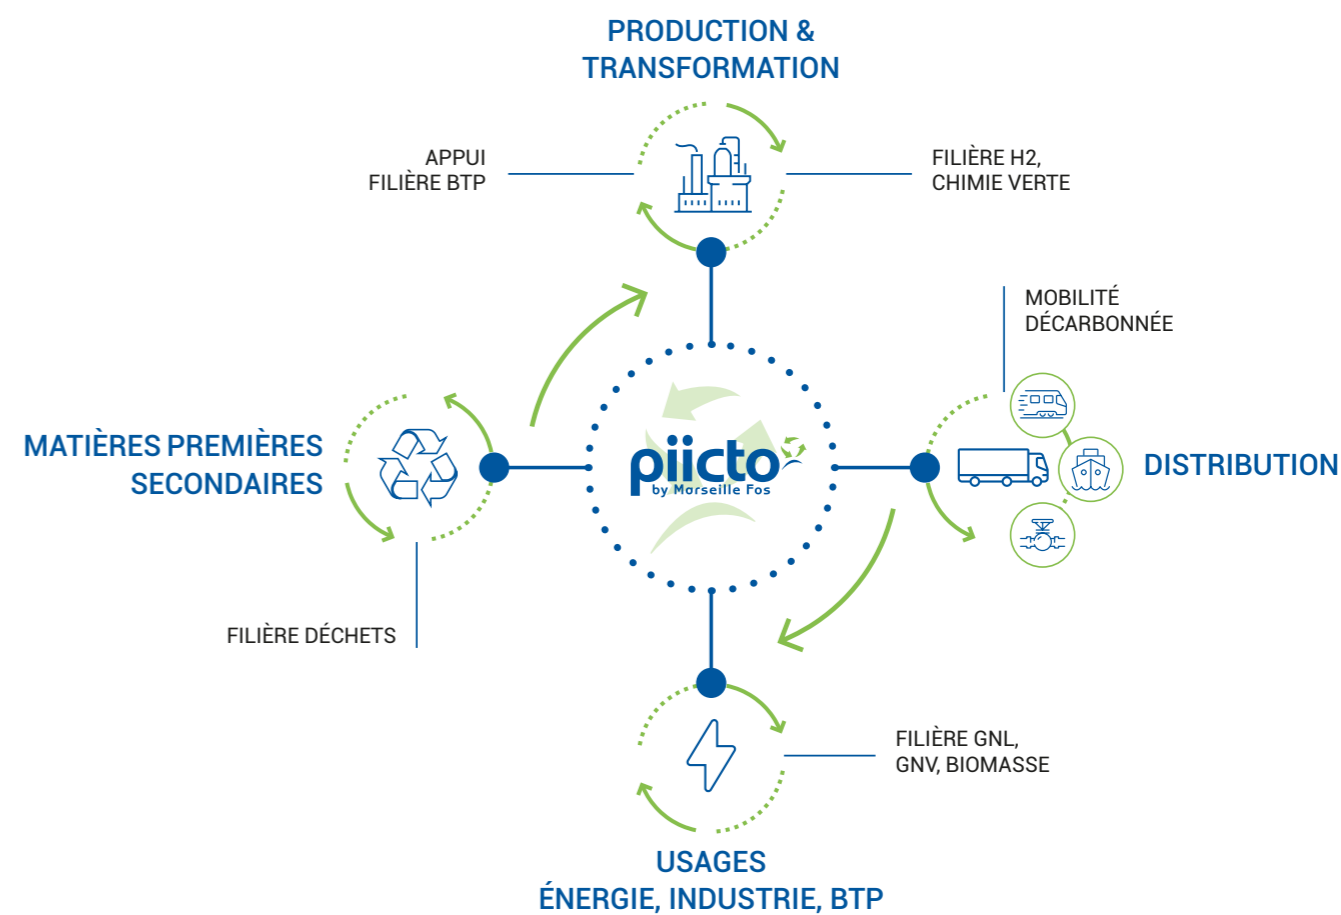 PRODUCTION &
TRANSFORMATION
APPUI
FILIÈRE BTP
FILIÈRE H2,
CHIMIE VERTE
MOBILITÉ
DÉCARBONNÉE
MATIÈRES PREMIÈRES
SECONDAIRES
piicto
by Marseille Fos
DISTRIBUTION
FILIÈRE DÉCHETS
FILIÈRE GNL,
GNV, BIOMASSE
USAGES
ÉNERGIE, INDUSTRIE, BTP